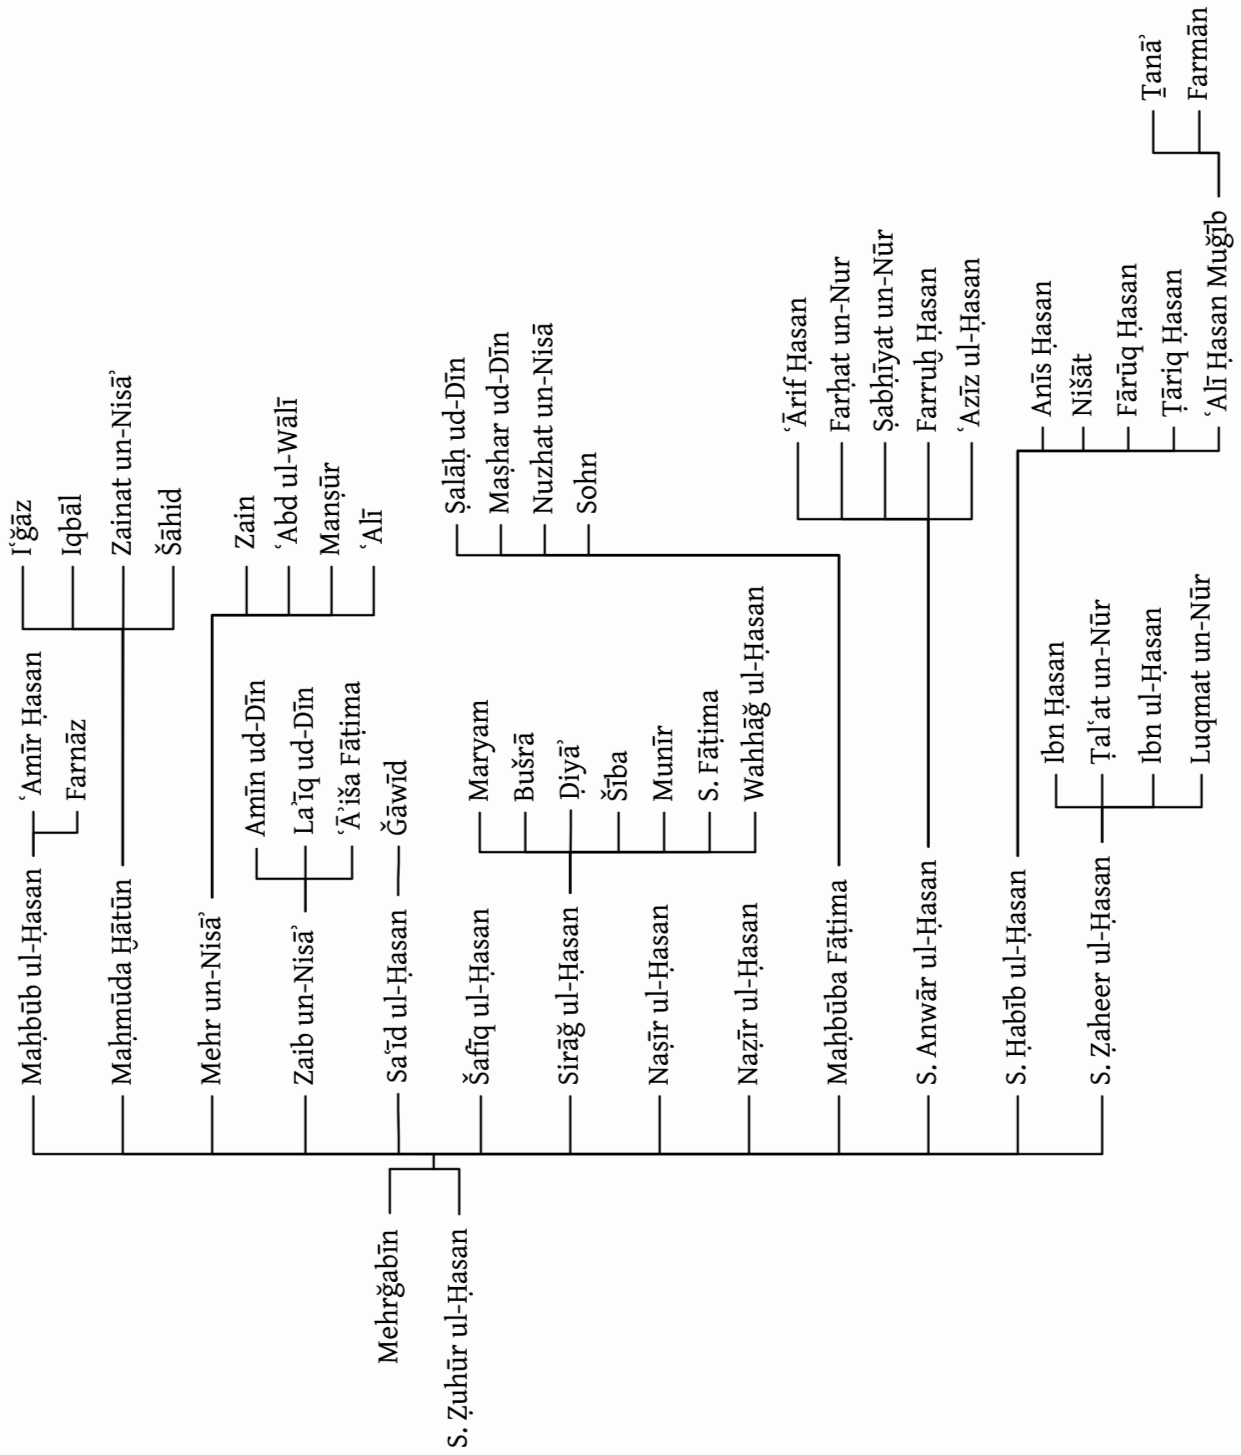 Mehrǧabīn
S. Ẓuhūr ul-Ḥasan
Maḥbūb ul-Ḥasan
ʿAmīr Ḥasan
Farnāz
Maḥmūda Ḫātūn
Iʿǧāz
Iqbāl
Zainat un-Nisāʾ
Šāhid
Mehr un-Nisāʾ
Zain
ʿAbd ul-Wālī
Manṣūr
ʿAlī
Zaib un-Nisāʾ
Amīn ud-Dīn
Laʾīq ud-Dīn
ʿĀʾiša Fāṭima
Saʿīd ul-Ḥasan
Ǧāwīd
Šafīq ul-Ḥasan
Sirāǧ ul-Ḥasan
Maryam
Bušrā
Ḍiyāʾ
Šība
Munīr
S. Fāṭima
Wahhāǧ ul-Ḥasan
Naṣīr ul-Ḥasan
Naẓīr ul-Ḥasan
Maḥbūba Fāṭima
Ṣalāḥ ud-Dīn
Maṣhar ud-Dīn
Nuzhat un-Nisā
Sohn
S. Anwār ul-Ḥasan
ʿĀrif Ḥasan
Farḥat un-Nur
Ṣabḥīyat un-Nūr
Farruḫ Ḥasan
ʿAzīz ul-Ḥasan
S. Ḥabīb ul-Ḥasan
Anīs Ḥasan
Nišāt
Fārūq Ḥasan
Ṭāriq Ḥasan
ʿAlī Ḥasan Muǧīb
Ṯanāʾ
Farmān
S. Ẓaheer ul-Ḥasan
Ibn Ḥasan
Ṭalʿat un-Nūr
Ibn ul-Ḥasan
Luqmat un-Nūr